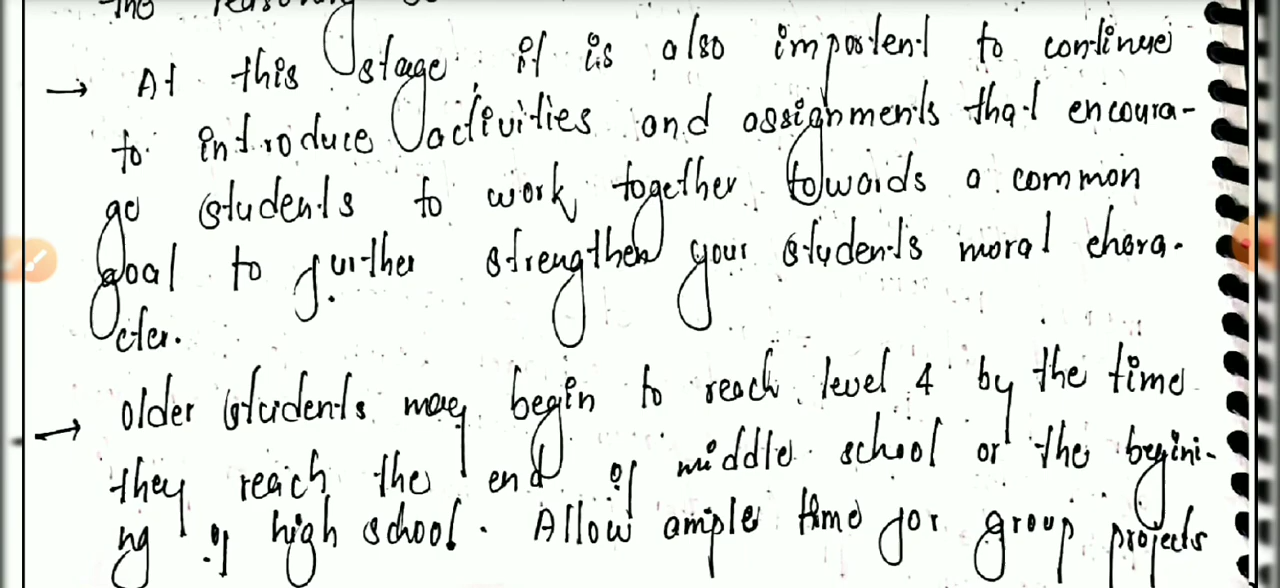 the reasoning
→ At this stage, it is also important to continue
to introduce activities and assignments that encoura-
ge students to work together towards a common
goal to further strengthen your students moral chara-
cter.
→ older students may begin to reach level 4 by the time
they reach the end of middle school or the begini-
ng of high school. Allow ample time for group projects